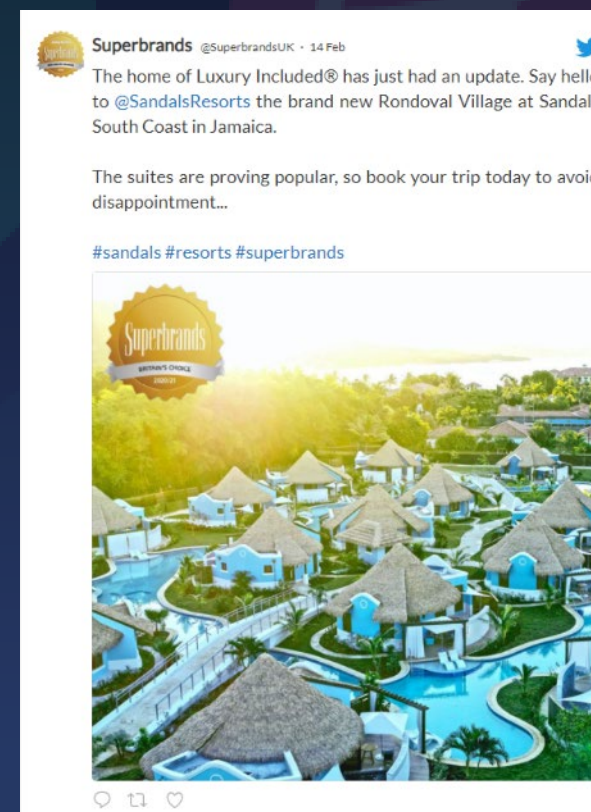 Superbrands @SuperbrandsUK · 14 Feb
The home of Luxury Included® has just had an update. Say hell
to @SandalsResorts the brand new Rondoval Village at Sandal
South Coast in Jamaica.
The suites are proving popular, so book your trip today to avoi
disappointment...
#sandals #resorts #superbrands
Superbrands
BRITAIN'S CHOICE
2020/21